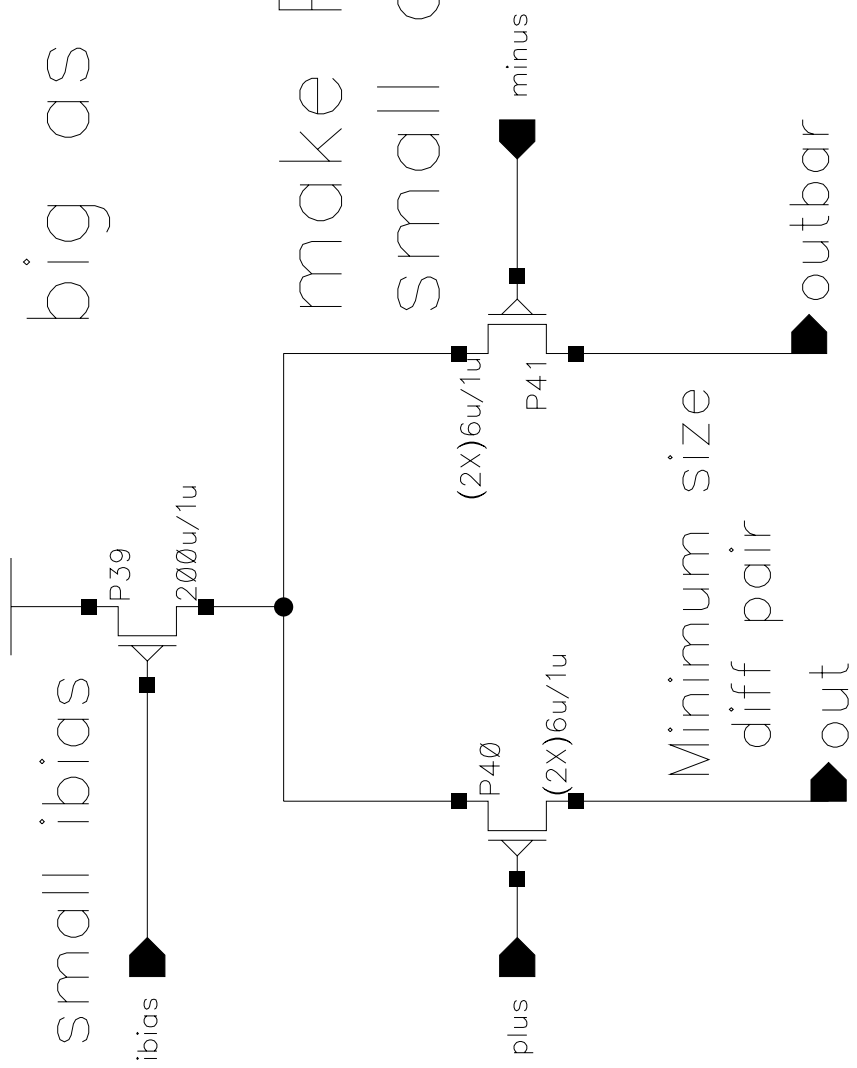 big as
make
small
minus
outbar
P39
200u/1u
(2X)6u/1u
P41
Minimum size
diff pair
small ibias
P40
(2X)6u/1u
out
ibias
plus